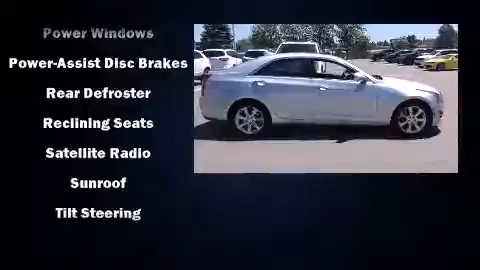 Power Windows
Power-Assist Disc Brakes
Rear Defroster
Reclining Seats
Satellite Radio
Sunroof
Tilt Steering